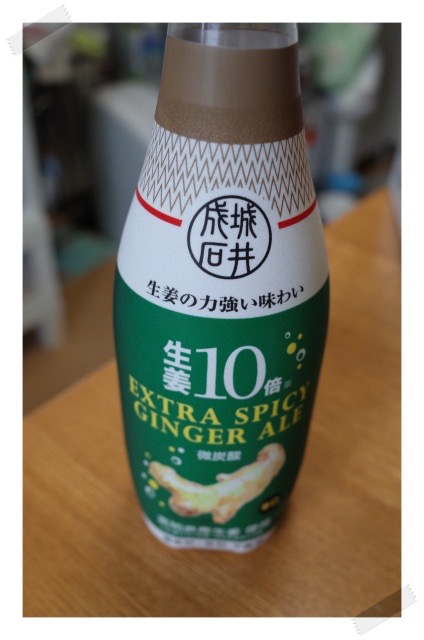 成城
石井
生姜の力強い味わい
生姜10倍※
EXTRA SPICY
GINGER ALE
微炭酸